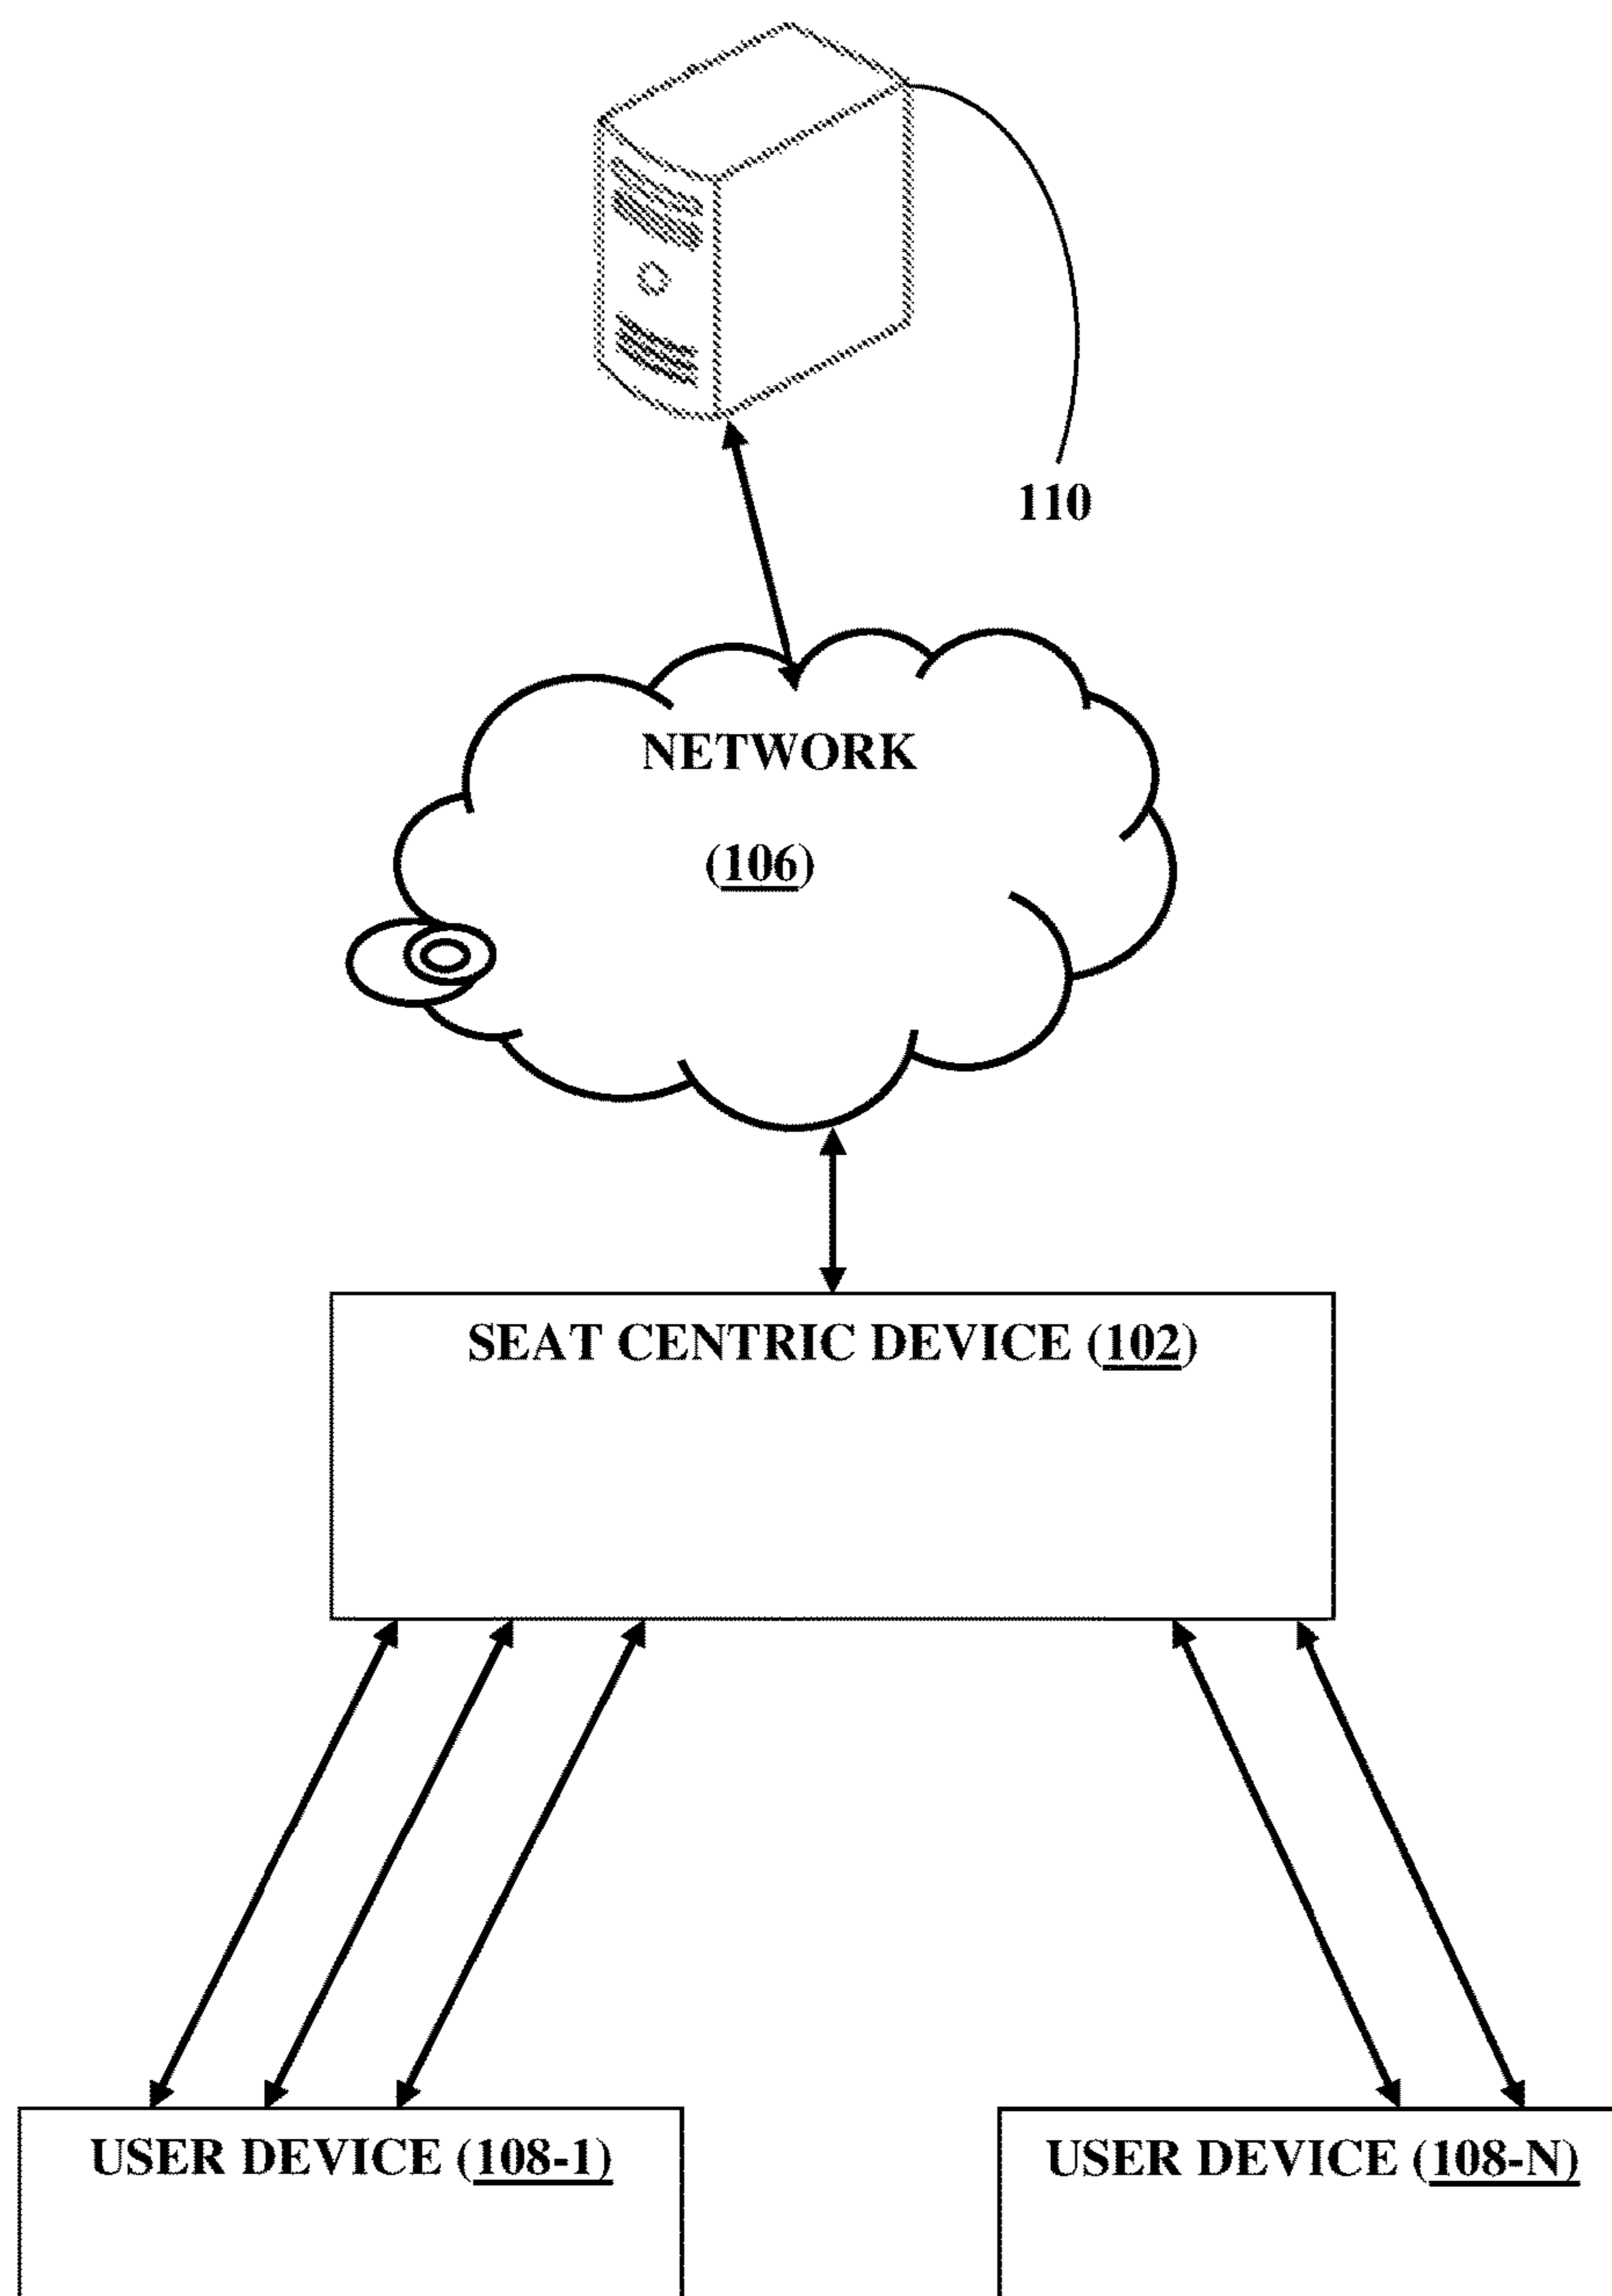 110
NETWORK
(106)
SEAT CENTRIC DEVICE (102)
USER DEVICE (108-1)
USER DEVICE (108-N)